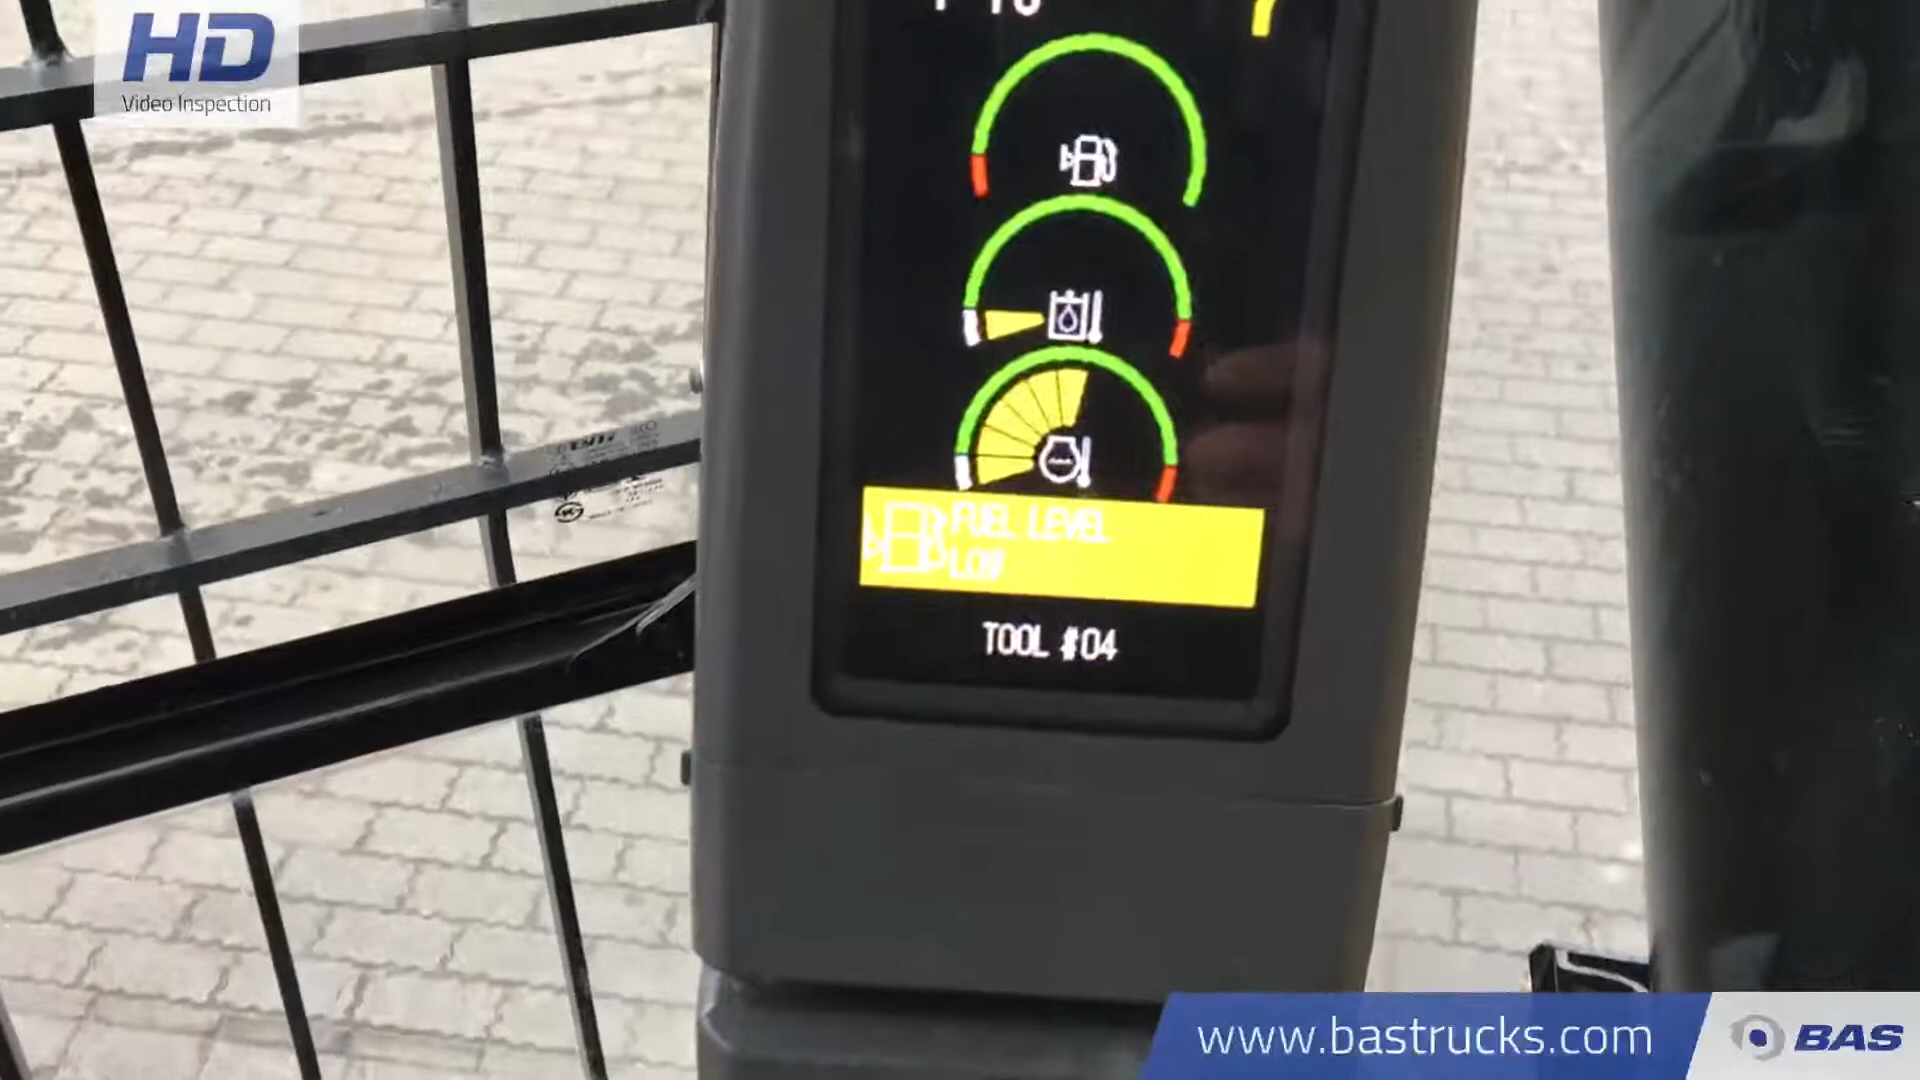 HD
Video Inspection
FUEL LEVEL
LOW
TOOL #04
www.bastrucks.com
BAS